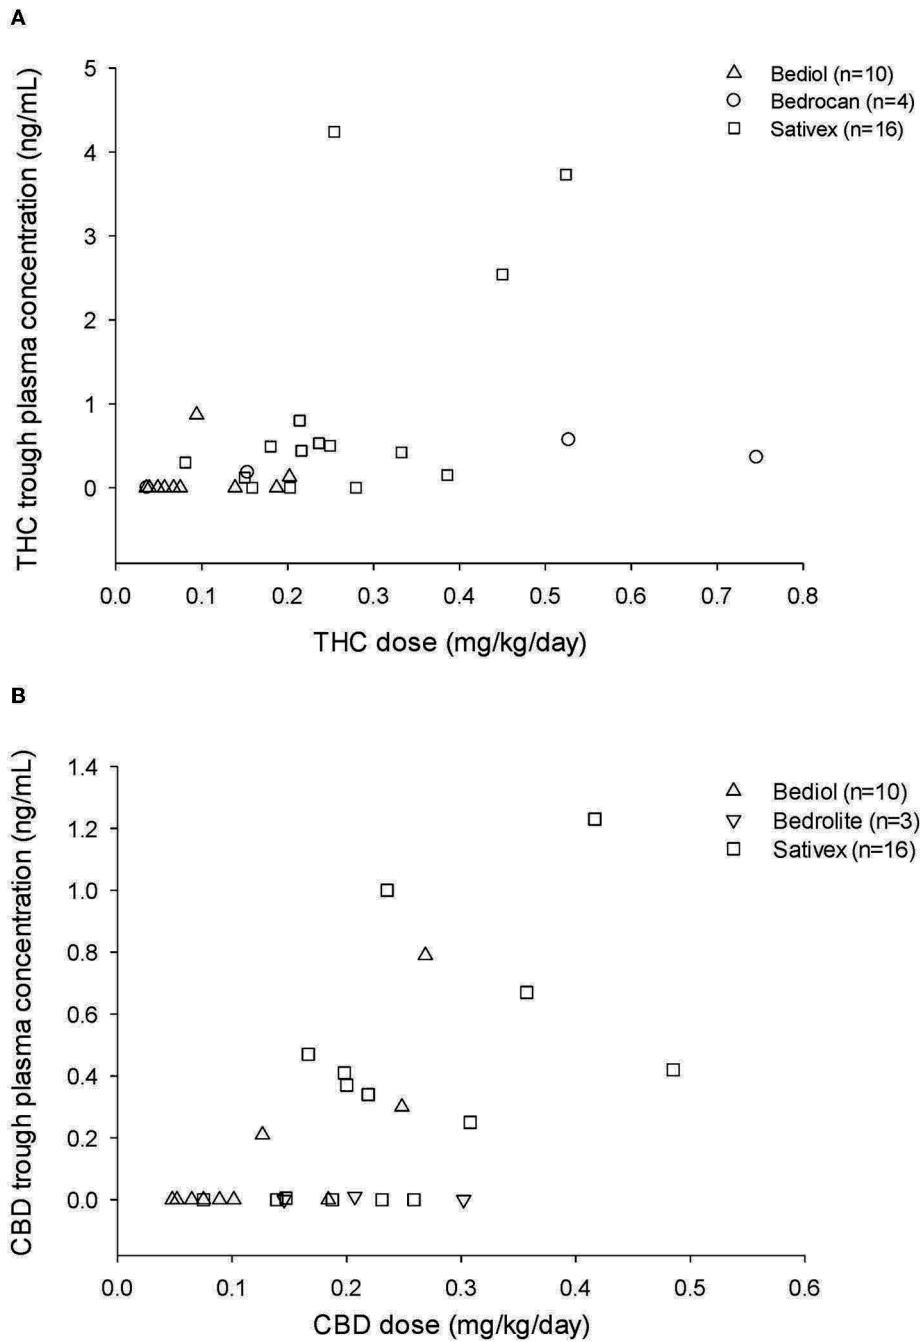 A
THC trough plasma concentration (ng/mL)
5
4
3
2
1
0
Bediol (n=10)
Bedrocan (n=4)
Sativex (n=16)
0.0 0.1 0.2 0.3 0.4 0.5 0.6 0.7 0.8
THC dose (mg/kg/day)
B
CBD trough plasma concentration (ng/mL)
1.4
1.2
1.0
0.8
0.6
0.4
0.2
0.0
Bediol (n=10)
Bedrolite (n=3)
Sativex (n=16)
0.0 0.1 0.2 0.3 0.4 0.5 0.6
CBD dose (mg/kg/day)